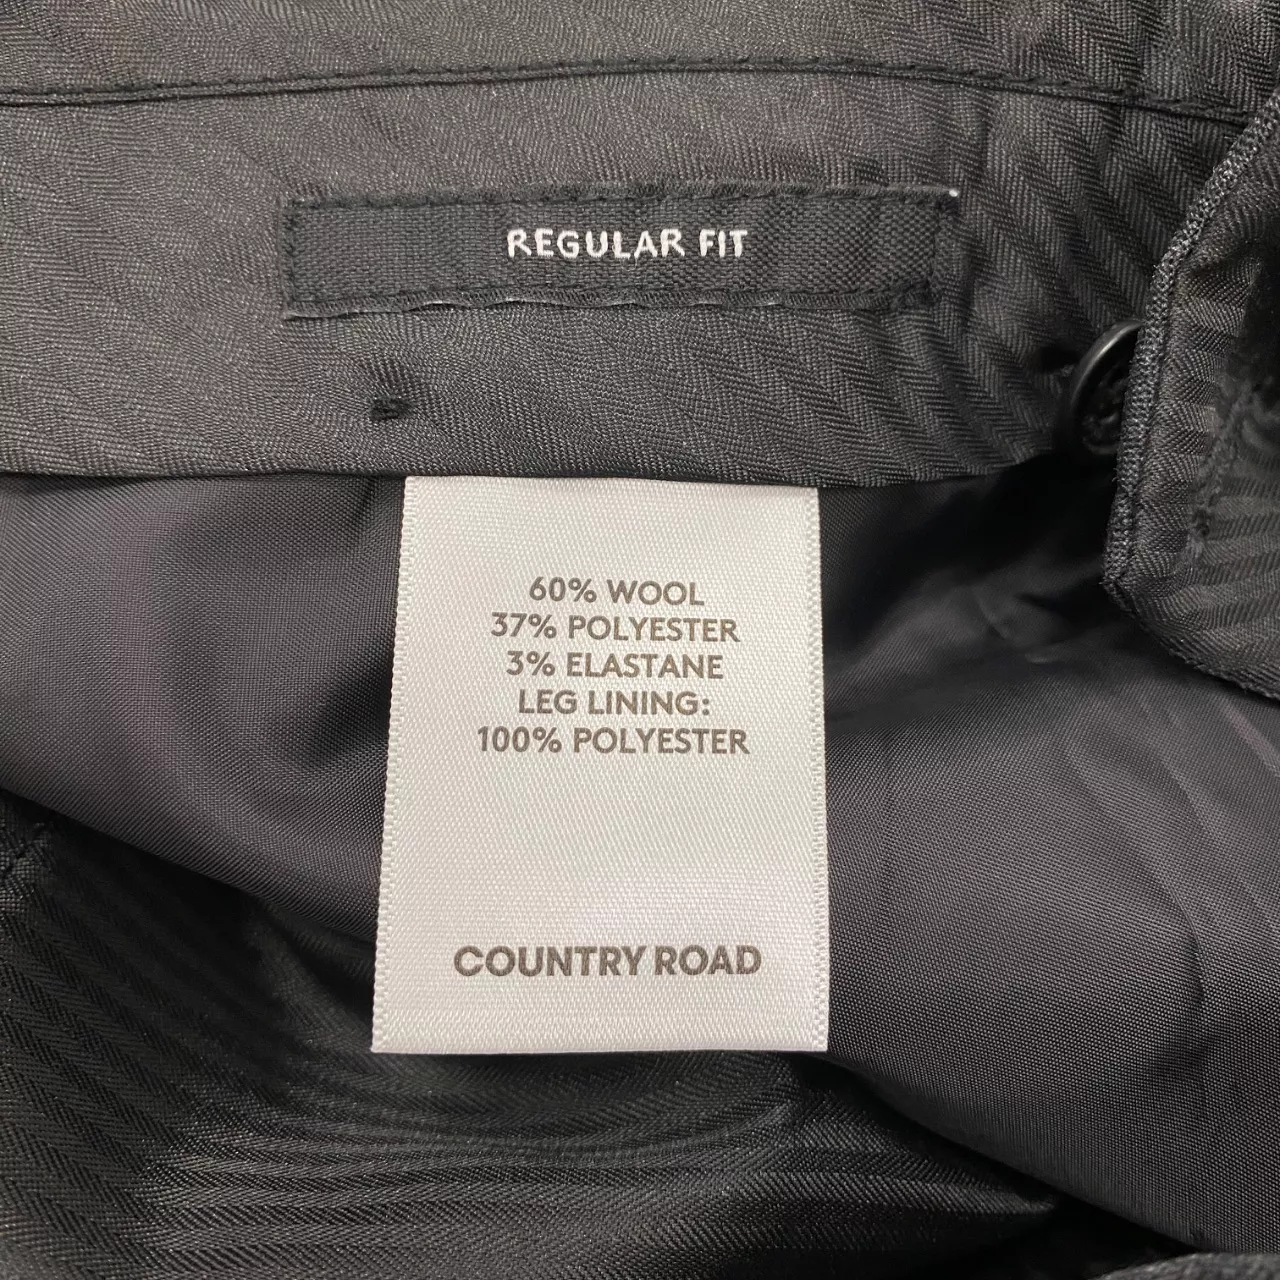 REGULAR FIT
60% WOOL
37% POLYESTER
3% ELASTANE
LEG LINING:
100% POLYESTER
COUNTRY ROAD